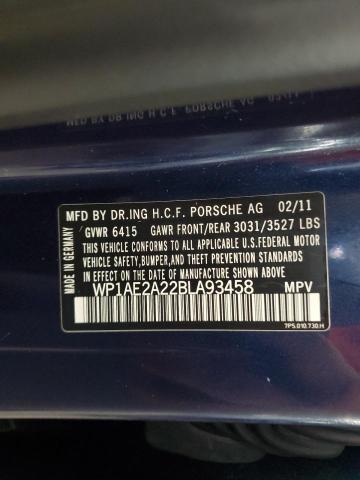 MFD BY DR.ING H.C.F. PORSCHE AG 02/11
GVWR 6415 GAWR FRONT/REAR 3031/3527 LBS
THIS VEHICLE CONFORMS TO ALL APPLICABLE U.S.FEDERAL MOTOR
VEHICLE SAFETY,BUMPER,AND THEFT PREVENTION STANDARDS
IN EFFECT ON THE DATE OF MANUFACTURE SHOWN ABOVE.
WP1AE2A22BLA93458 MPV
MADE IN GERMANY
7P5.010.730.H